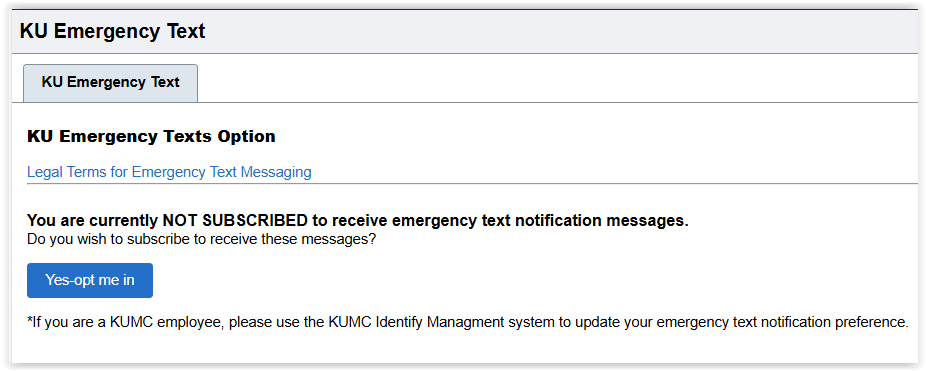 KU Emergency Text
KU Emergency Text
KU Emergency Texts Option
Legal Terms for Emergency Text Messaging
You are currently NOT SUBSCRIBED to receive emergency text notification messages.
Do you wish to subscribe to receive these messages?
Yes-opt me in
*If you are a KUMC employee, please use the KUMC Identify Managment system to update your emergency text notification preference.